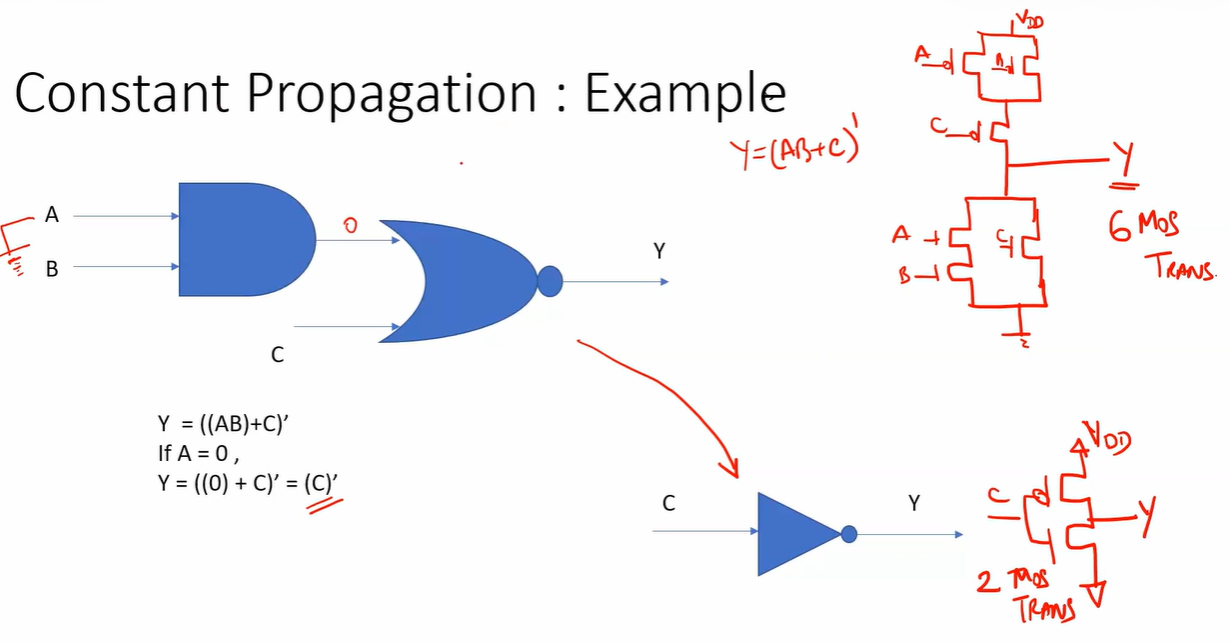 Constant Propagation : Example
A
B
0
C
Y
Y = ((AB)+C)’
If A = 0 ,
Y = ((0) + C)’ = (C)’
Y=(AB+C)'
VDD
A
C
Y
A
B
C
6 MOS
TRANS.
C
Y
VDD
C
Y
2 MOS
TRANS